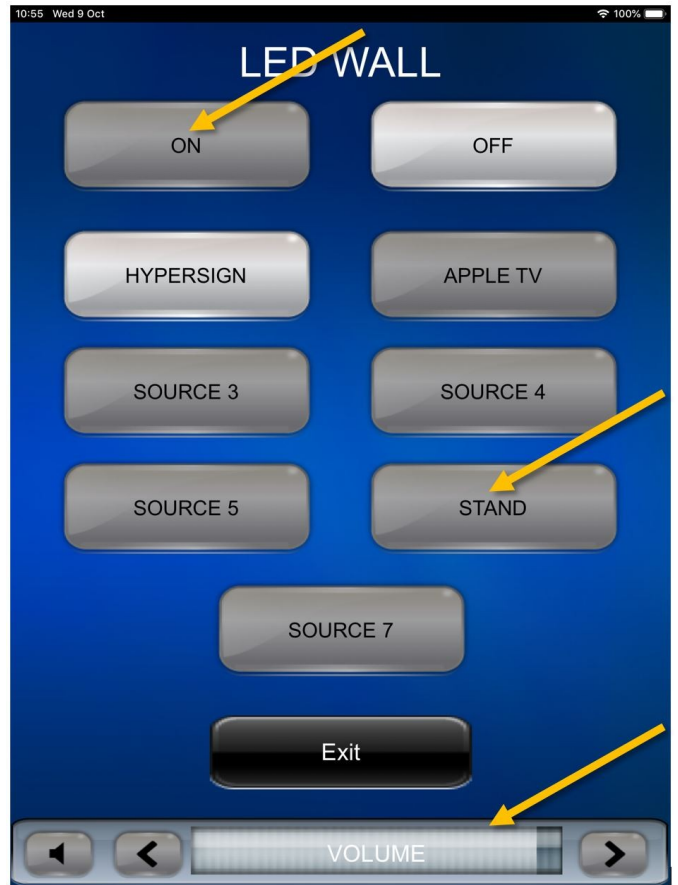 10:55 Wed 9 Oct 100%
LED WALL
ON OFF
HYPERSIGN APPLE TV
SOURCE 3 SOURCE 4
SOURCE 5 STAND
SOURCE 7
Exit
VOLUME